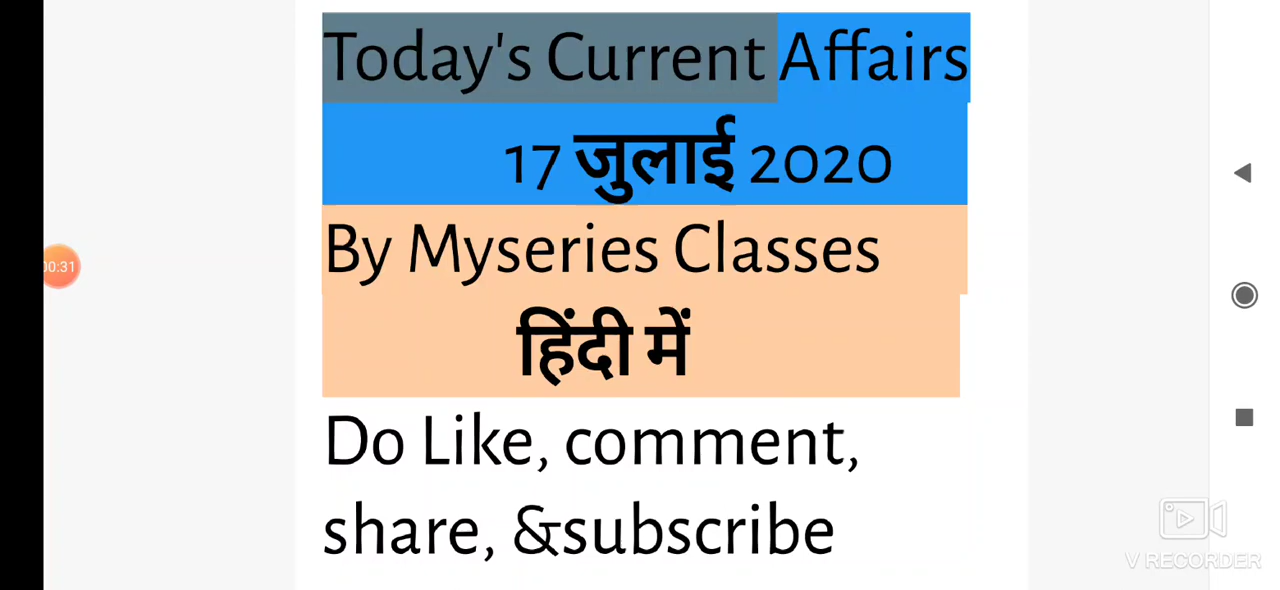 Today's Current Affairs
17 जुलाई 2020
By Myseries Classes
हिंदी में
Do Like, comment,
share, &subscribe
00:31
V RECORDER